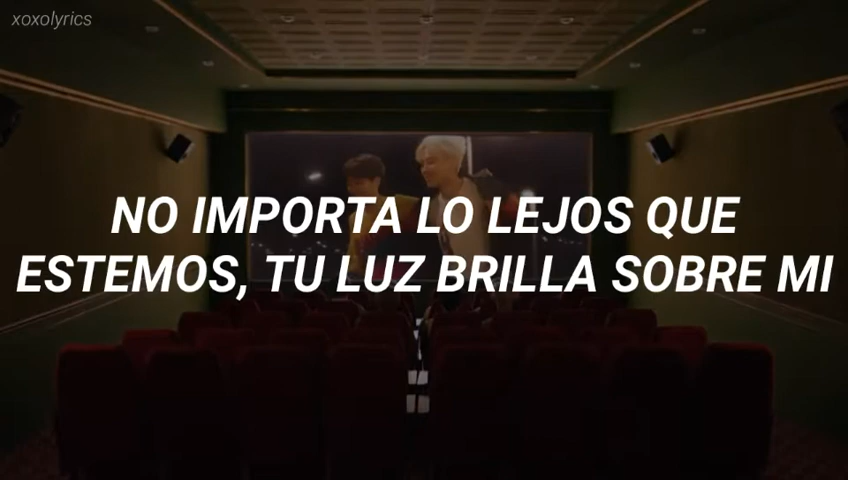 xoxolyrics
NO IMPORTA LO LEJOS QUE
ESTEMOS, TU LUZ BRILLA SOBRE MI